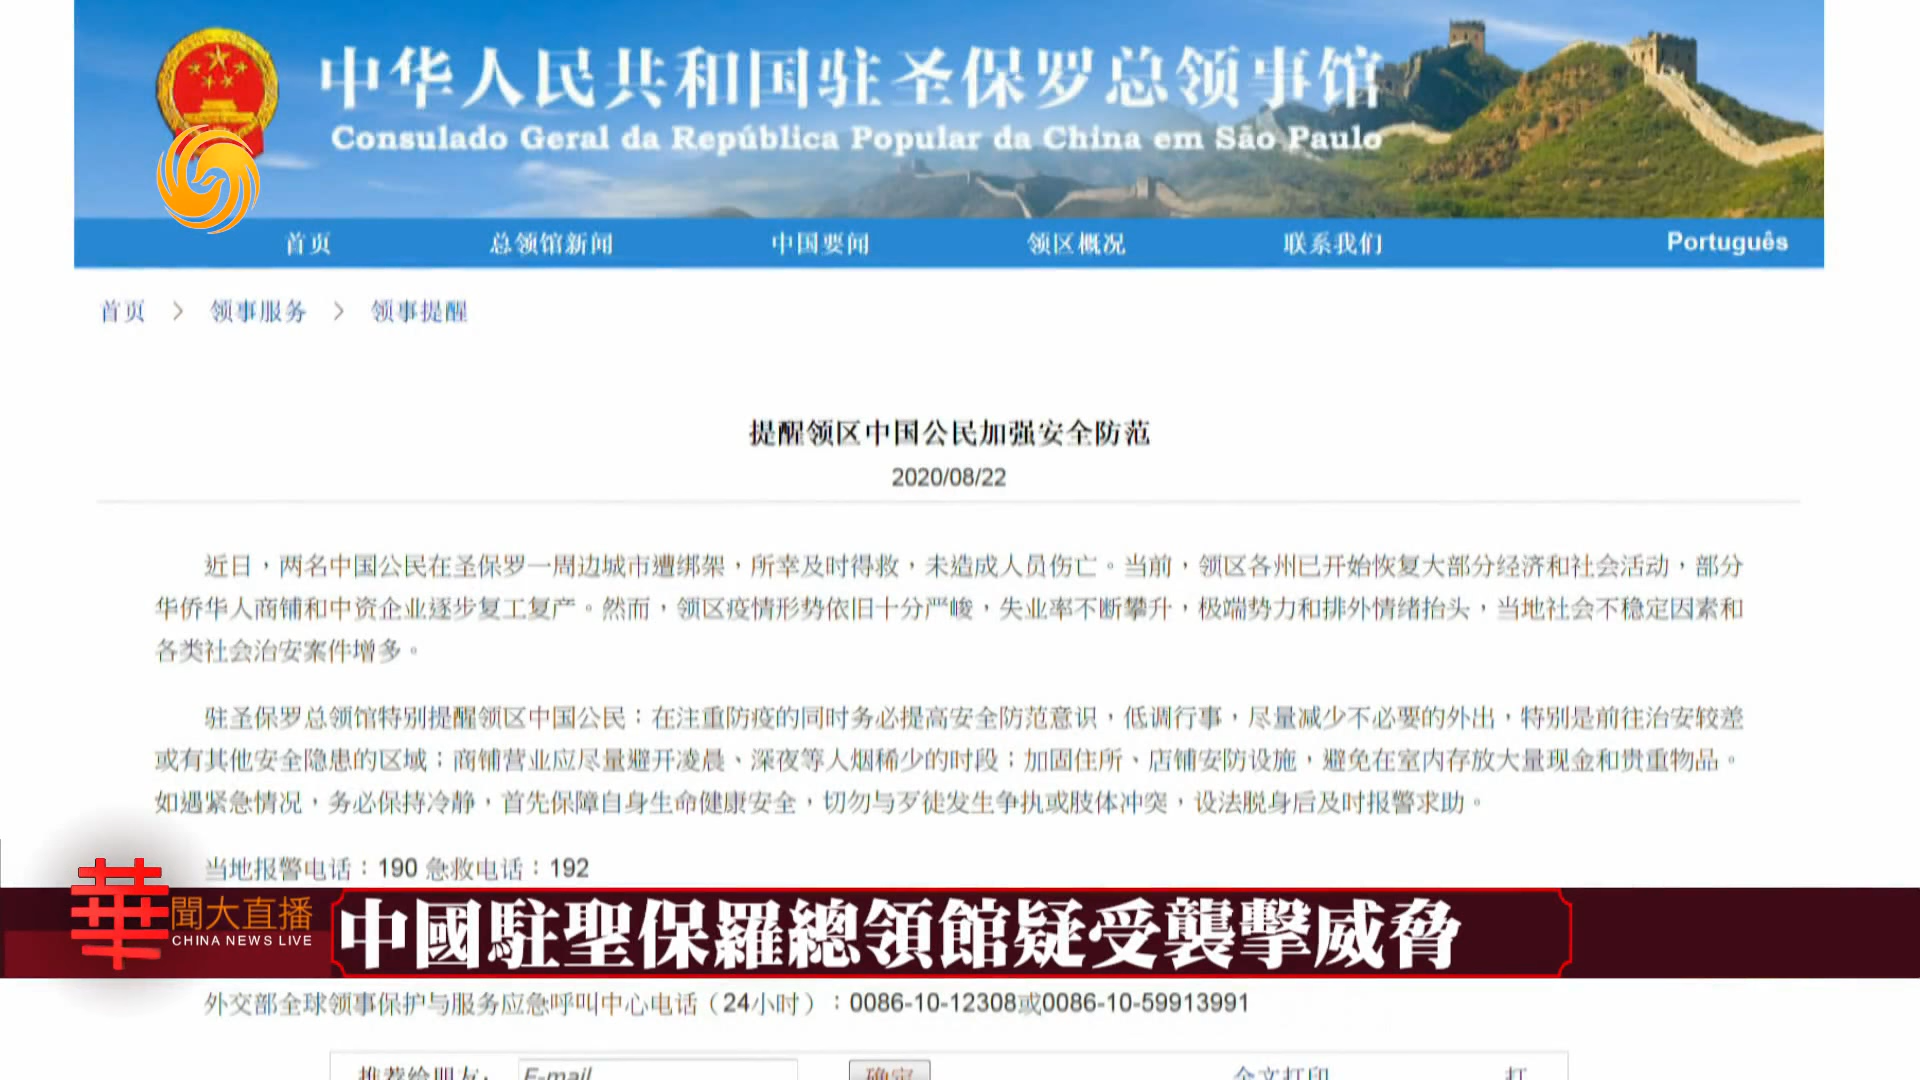 中华人民共和国驻圣保罗总领事馆
Consulado Geral da República Popular da China em São Paulo
首页 总领馆新闻 中国要闻 领区概况 联系我们 Português
首页 > 领事服务 > 领事提醒
提醒领区中国公民加强安全防范
2020/08/22
近日，两名中国公民在圣保罗一周边城市遭绑架，所幸及时得救，未造成人员伤亡。当前，领区各州已开始恢复大部分经济和社会活动，部分
华侨华人商铺和中资企业逐步复工复产。然而，领区疫情形势依旧十分严峻，失业率不断攀升，极端势力和排外情绪抬头，当地社会不稳定因素和
各类社会治安案件增多。
驻圣保罗总领馆特别提醒领区中国公民：在注重防疫的同时务必提高安全防范意识，低调行事，尽量减少不必要的外出，特别是前往治安较差
或有其他安全隐患的区域；商铺营业应尽量避开凌晨、深夜等人烟稀少的时段；加固住所、店铺安防设施，避免在室内存放大量现金和贵重物品。
如遇紧急情况，务必保持冷静，首先保障自身生命健康安全，切勿与歹徒发生争执或肢体冲突，设法脱身后及时报警求助。
当地报警电话：190 急救电话：192
華聞大直播
CHINA NEWS LIVE
中國駐聖保羅總領館疑受襲擊威脅
外交部全球领事保护与服务应急呼叫中心电话（24小时）：0086-10-12308或0086-10-59913991
推荐给朋友： E-mail 确定 全文打印 打